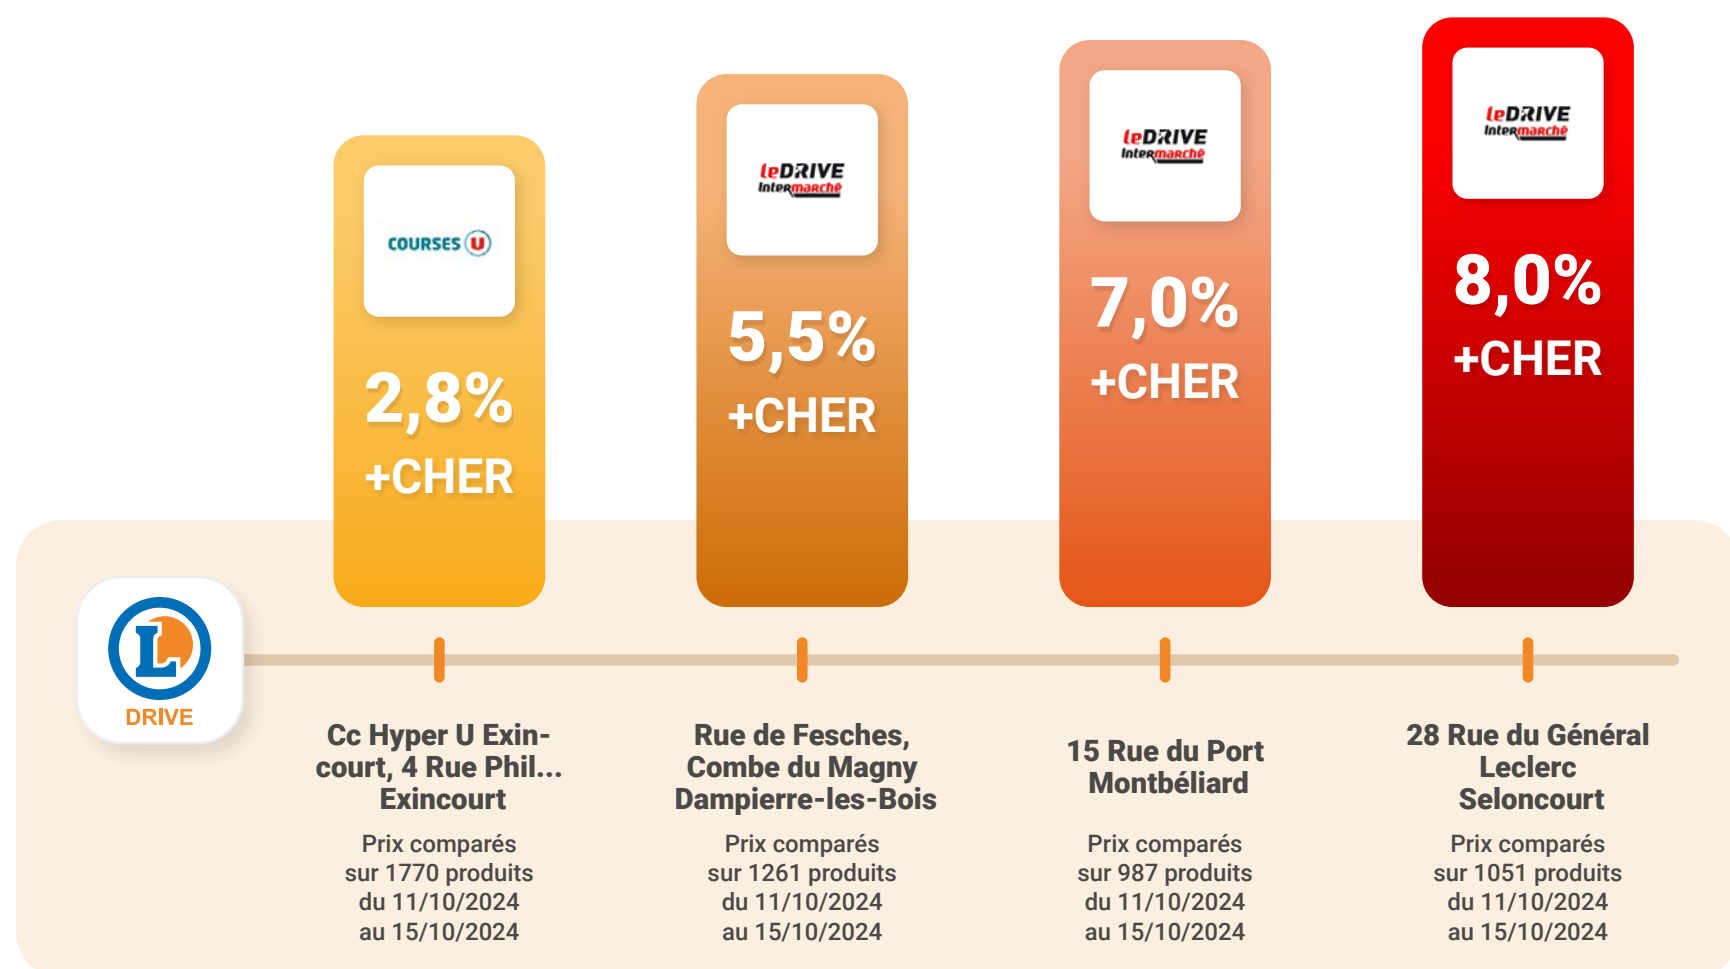 COURSES U
2,8%
+CHER
leDRIVE
Intermarché
5,5%
+CHER
leDRIVE
Intermarché
7,0%
+CHER
leDRIVE
Intermarché
8,0%
+CHER
L
DRIVE
Cc Hyper U Exin-
court, 4 Rue Phil...
Exincourt
Prix comparés
sur 1770 produits
du 11/10/2024
au 15/10/2024
Rue de Fesches,
Combe du Magny
Dampierre-les-Bois
Prix comparés
sur 1261 produits
du 11/10/2024
au 15/10/2024
15 Rue du Port
Montbéliard
Prix comparés
sur 987 produits
du 11/10/2024
au 15/10/2024
28 Rue du Général
Leclerc
Seloncourt
Prix comparés
sur 1051 produits
du 11/10/2024
au 15/10/2024